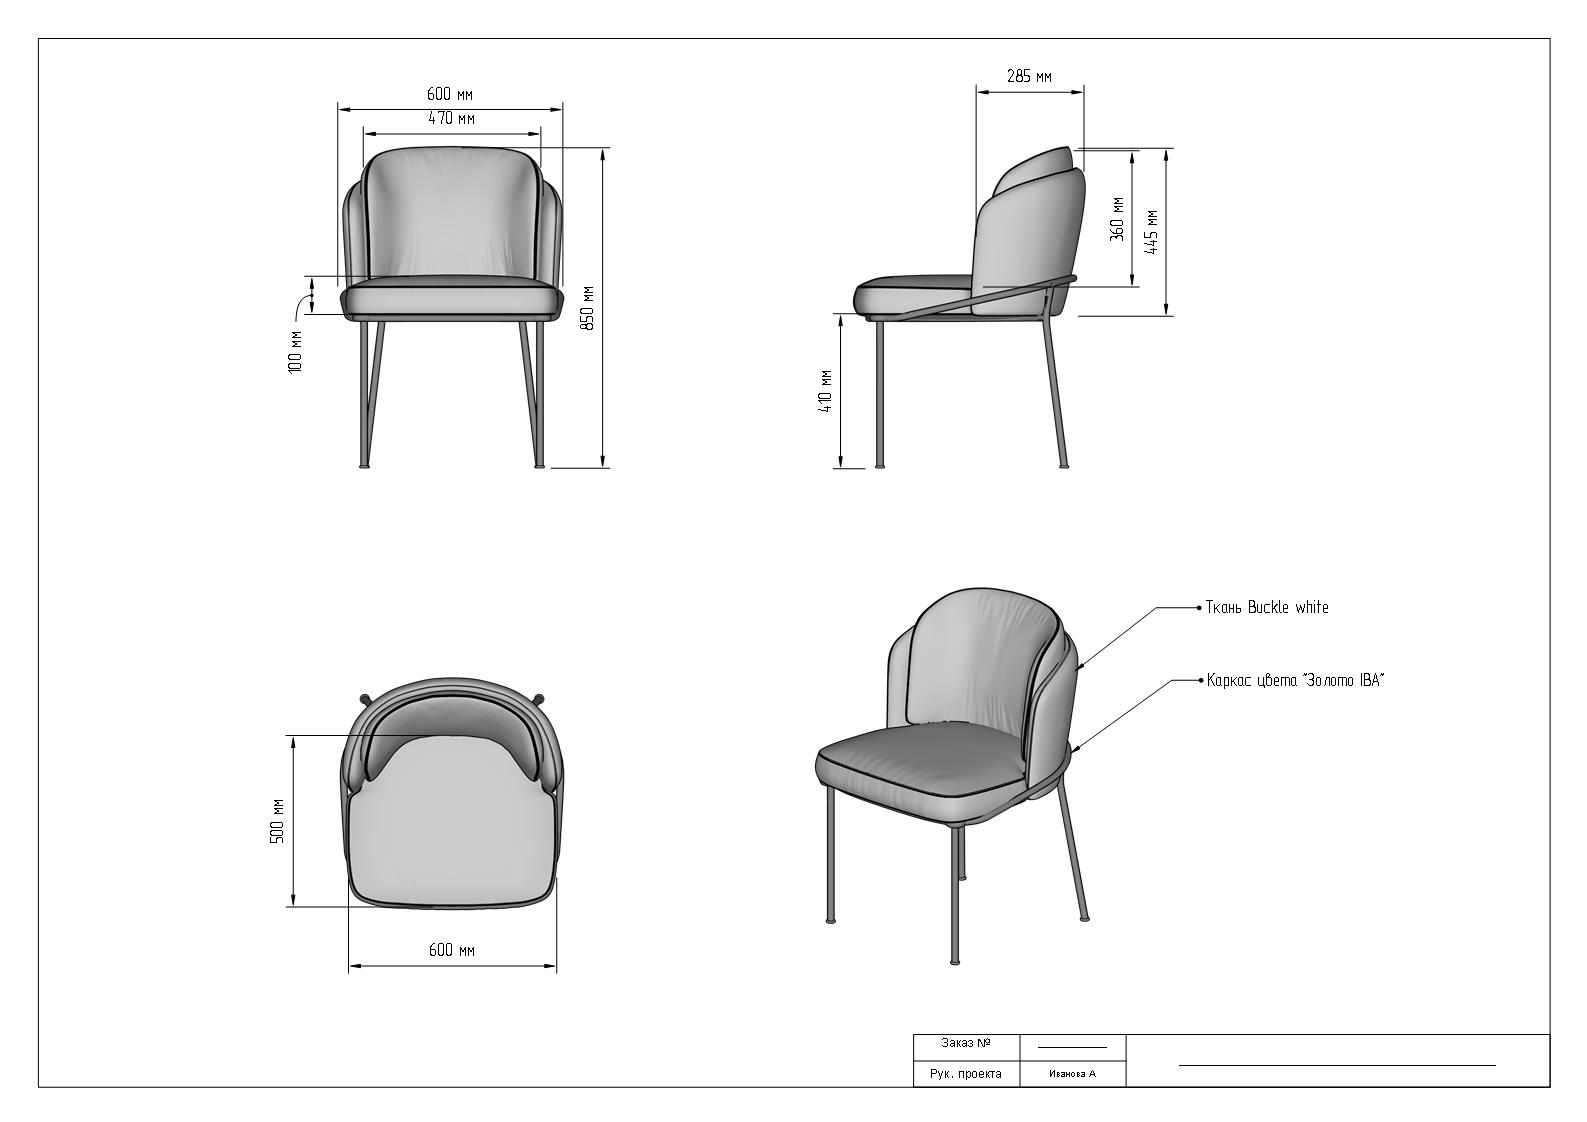 600 мм
470 мм
850 мм
100 мм
285 мм
360 мм
445 мм
410 мм
500 мм
600 мм
Ткань Buckle white
Каркас цвета "Золото IBA"
Заказ №
Рук. проекта
Иванова А